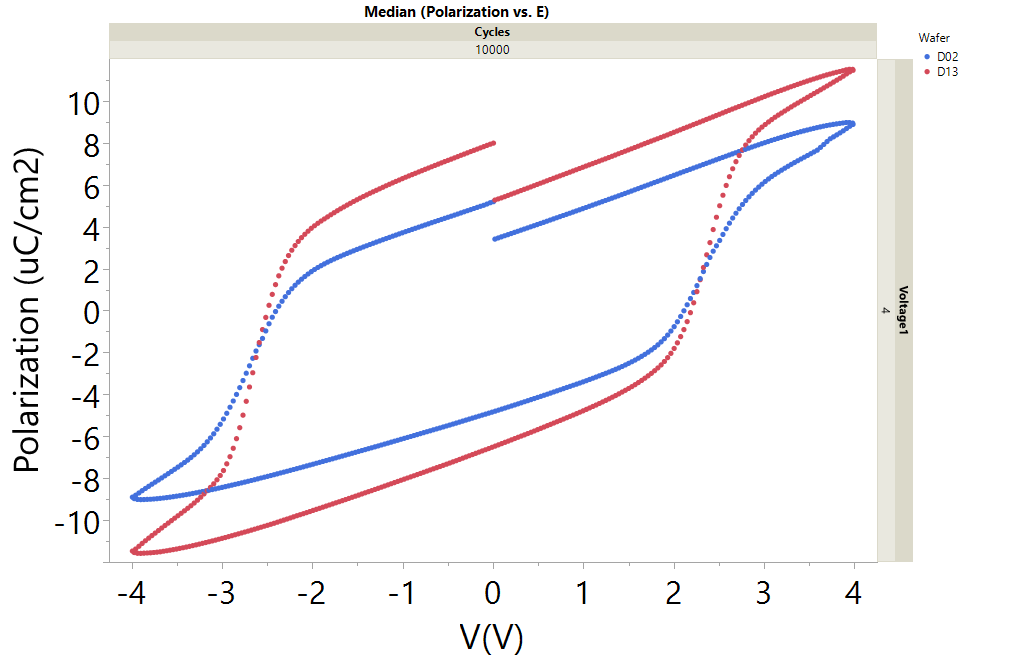 Median (Polarization vs. E)
Cycles
10000
Wafer
D02
D13
Polarization (uC/cm2)
10
8
6
4
2
0
-2
-4
-6
-8
-10
Voltage1
4
-4 -3 -2 -1 0 1 2 3 4
V(V)